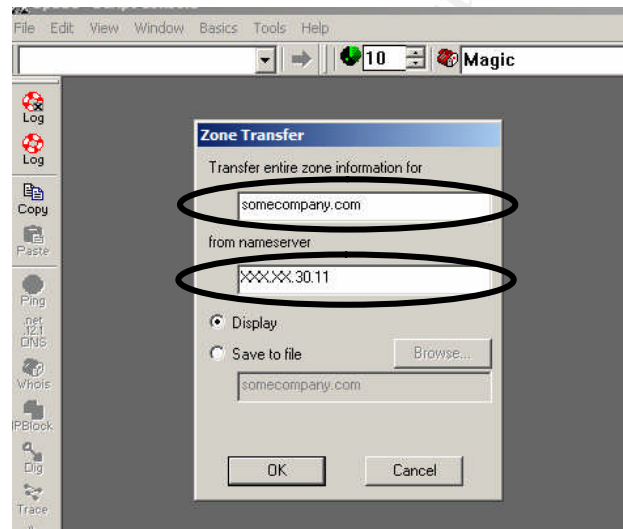 File Edit View Window Basics Tools Help
10 Magic
Log
Log
Copy
Paste
Ping
.net
.12.1
DNS
Whois
IPBlock
Dig
Trace
Zone Transfer
Transfer entire zone information for
somecompany.com
from nameserver
XXX.XX.30.11
Display
Save to file
Browse...
somecompany.com
OK Cancel